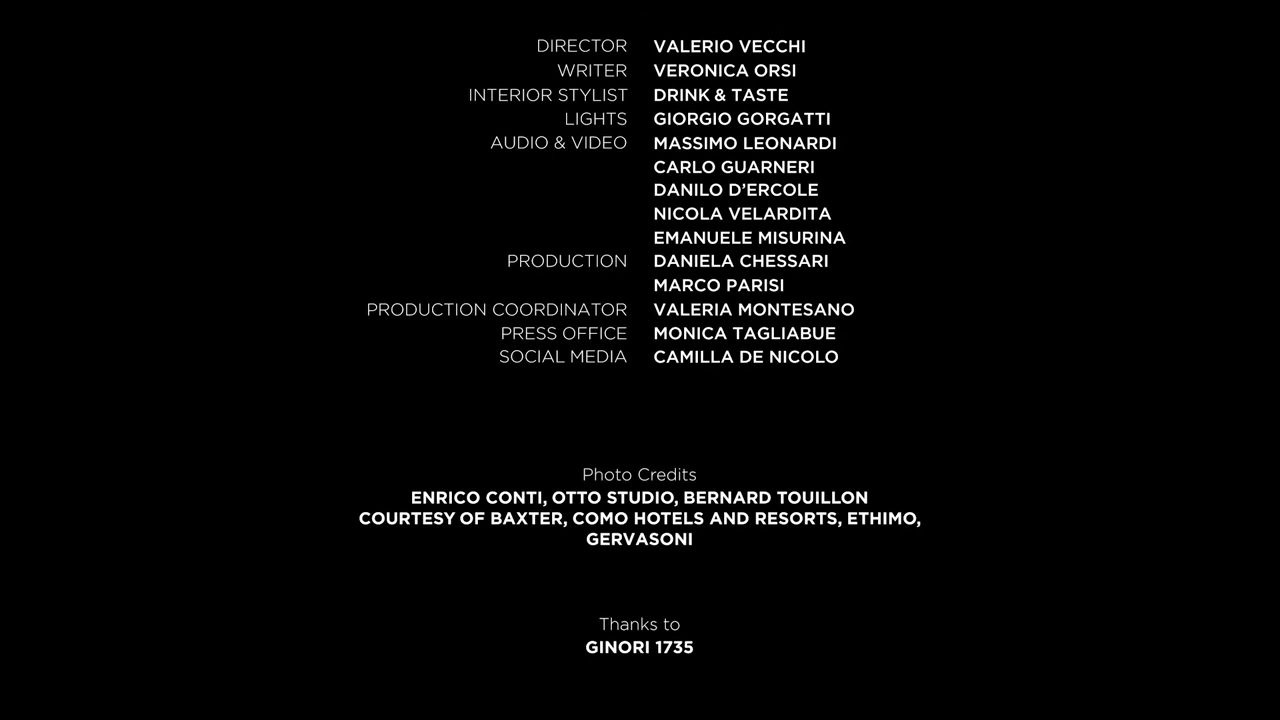 DIRECTOR VALERIO VECCHI
WRITER VERONICA ORSI
INTERIOR STYLIST DRINK & TASTE
LIGHTS GIORGIO GORGATTI
AUDIO & VIDEO MASSIMO LEONARDI
CARLO GUARNERI
DANILO D’ERCOLE
NICOLA VELARDITA
EMANUELE MISURINA
PRODUCTION DANIELA CHESSARI
MARCO PARISI
PRODUCTION COORDINATOR VALERIA MONTESANO
PRESS OFFICE MONICA TAGLIABUE
SOCIAL MEDIA CAMILLA DE NICOLO
Photo Credits
ENRICO CONTI, OTTO STUDIO, BERNARD TOUILLON
COURTESY OF BAXTER, COMO HOTELS AND RESORTS, ETHIMO,
GERVASONI
Thanks to
GINORI 1735